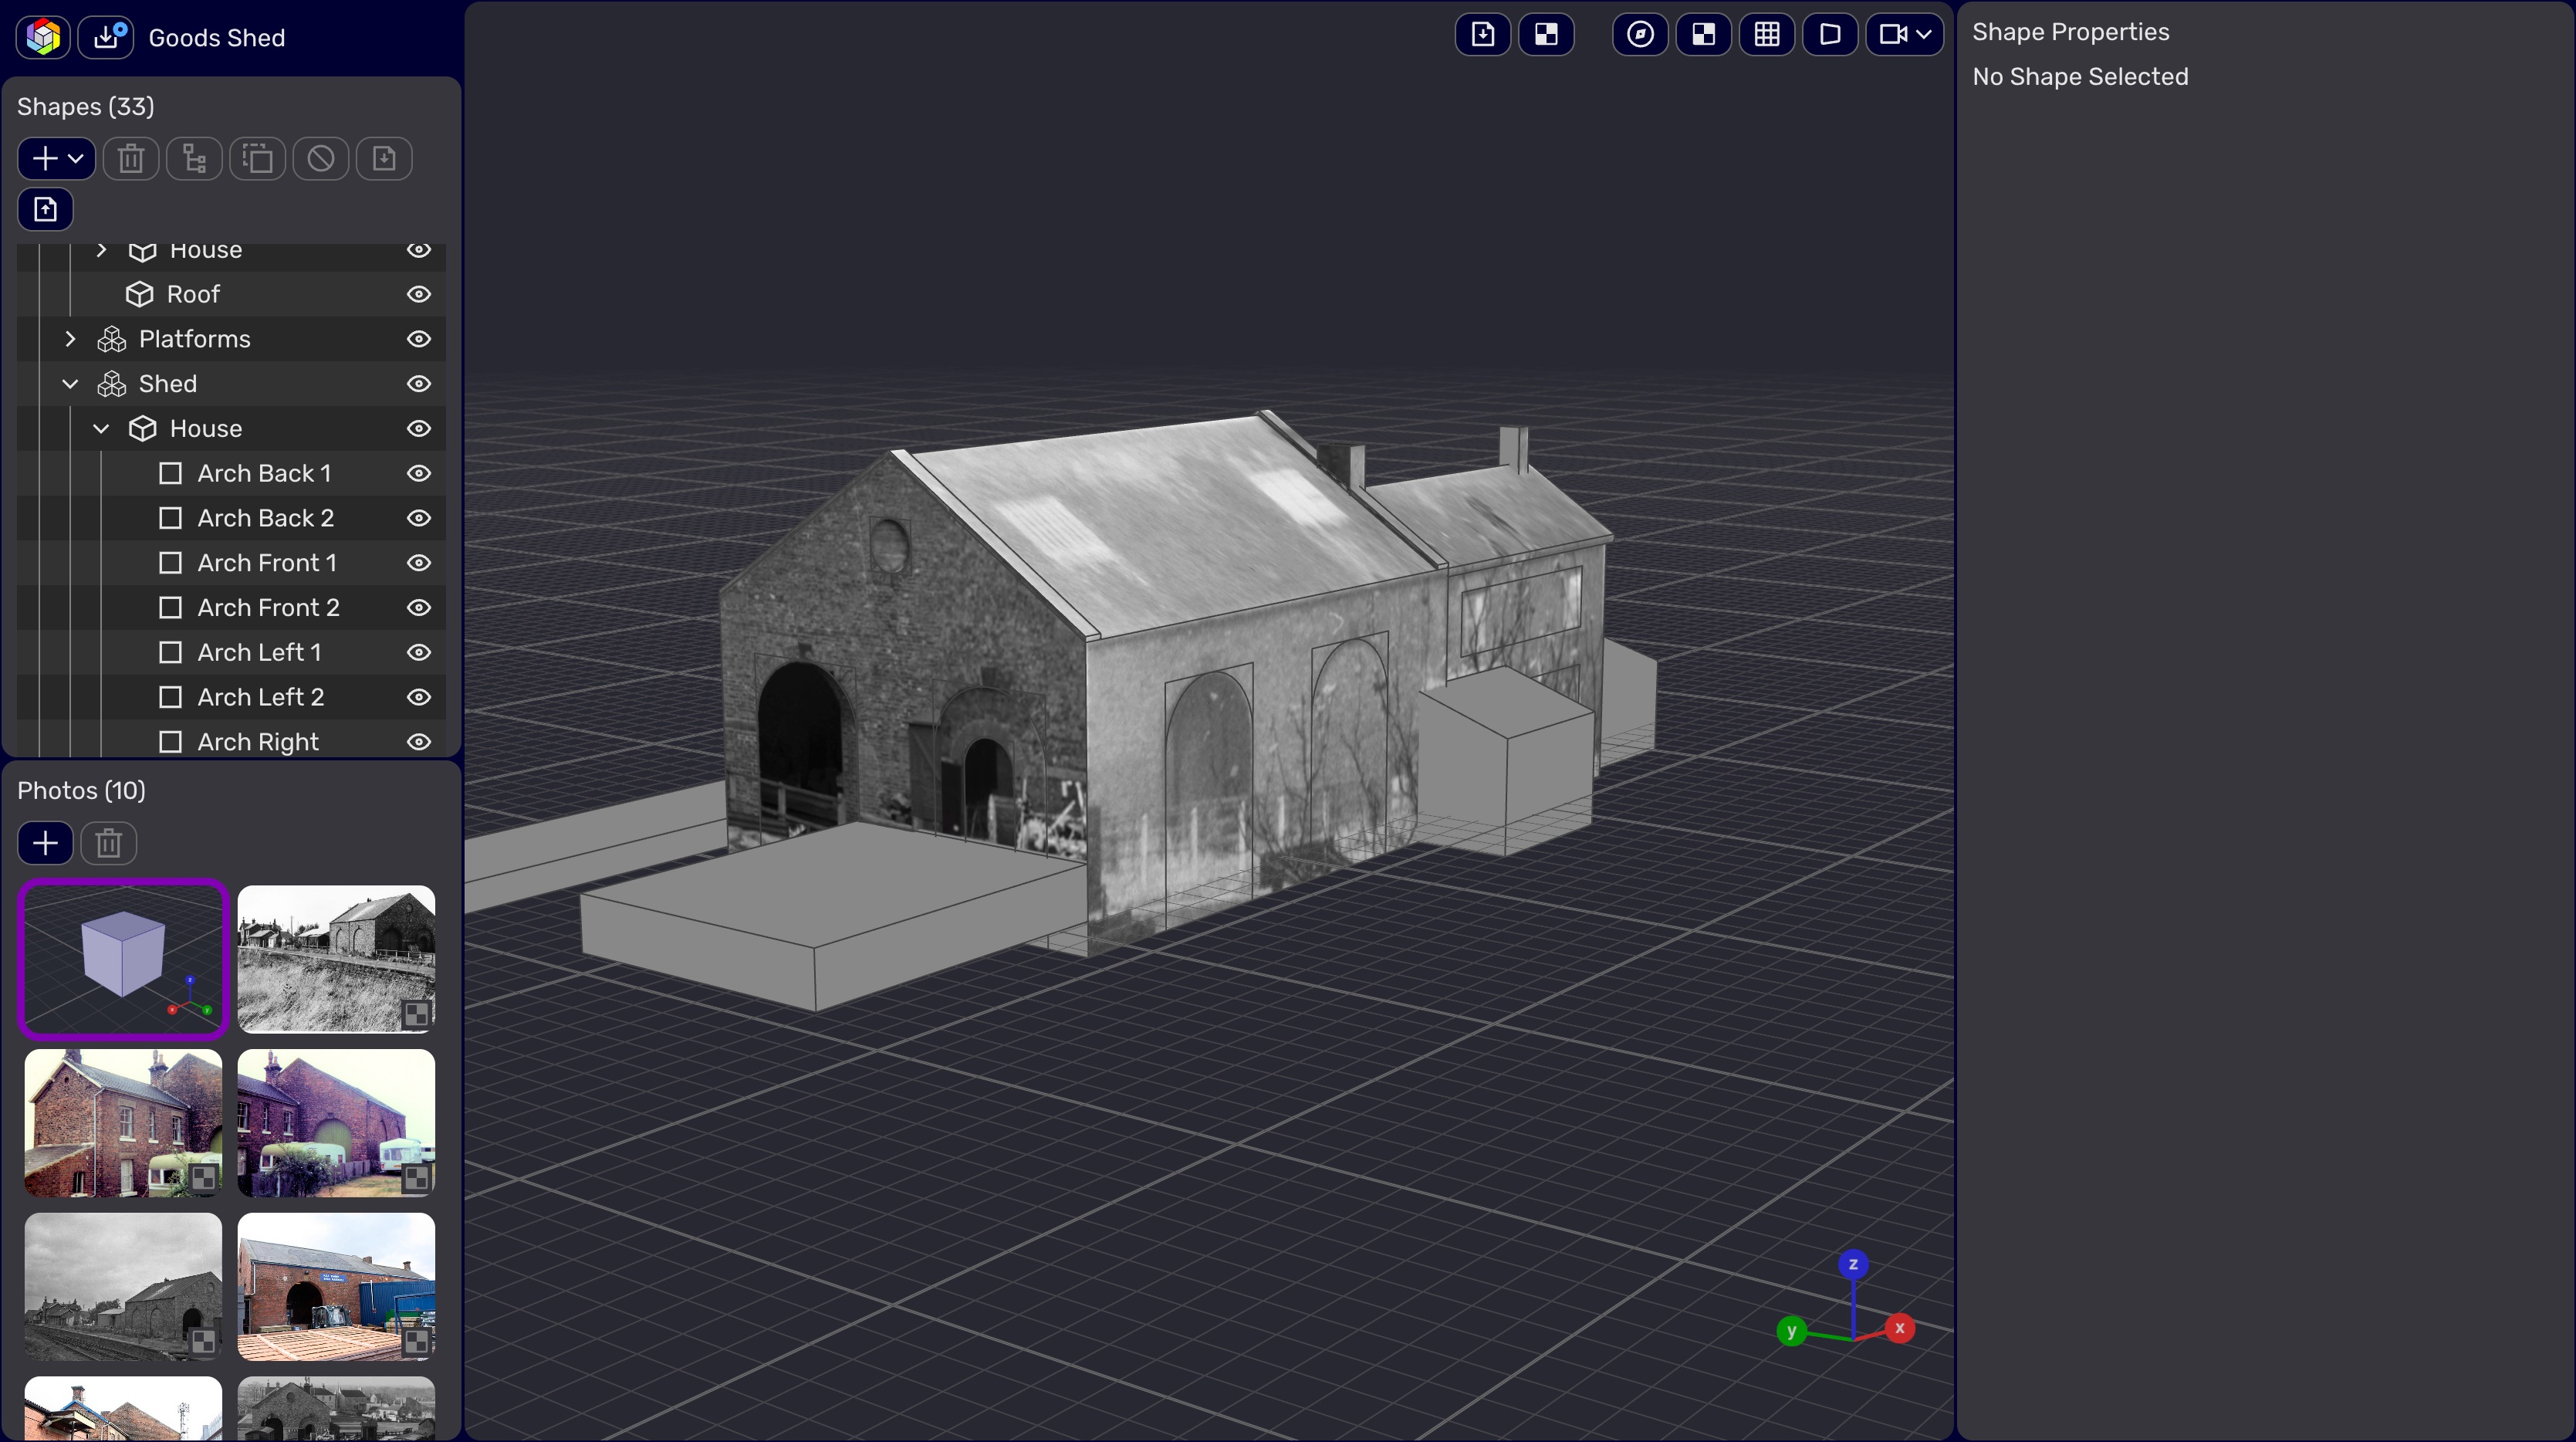 Goods Shed
Shapes (33)
House
Roof
Platforms
Shed
House
Arch Back 1
Arch Back 2
Arch Front 1
Arch Front 2
Arch Left 1
Arch Left 2
Arch Right
Photos (10)
Shape Properties
No Shape Selected
z
y
x